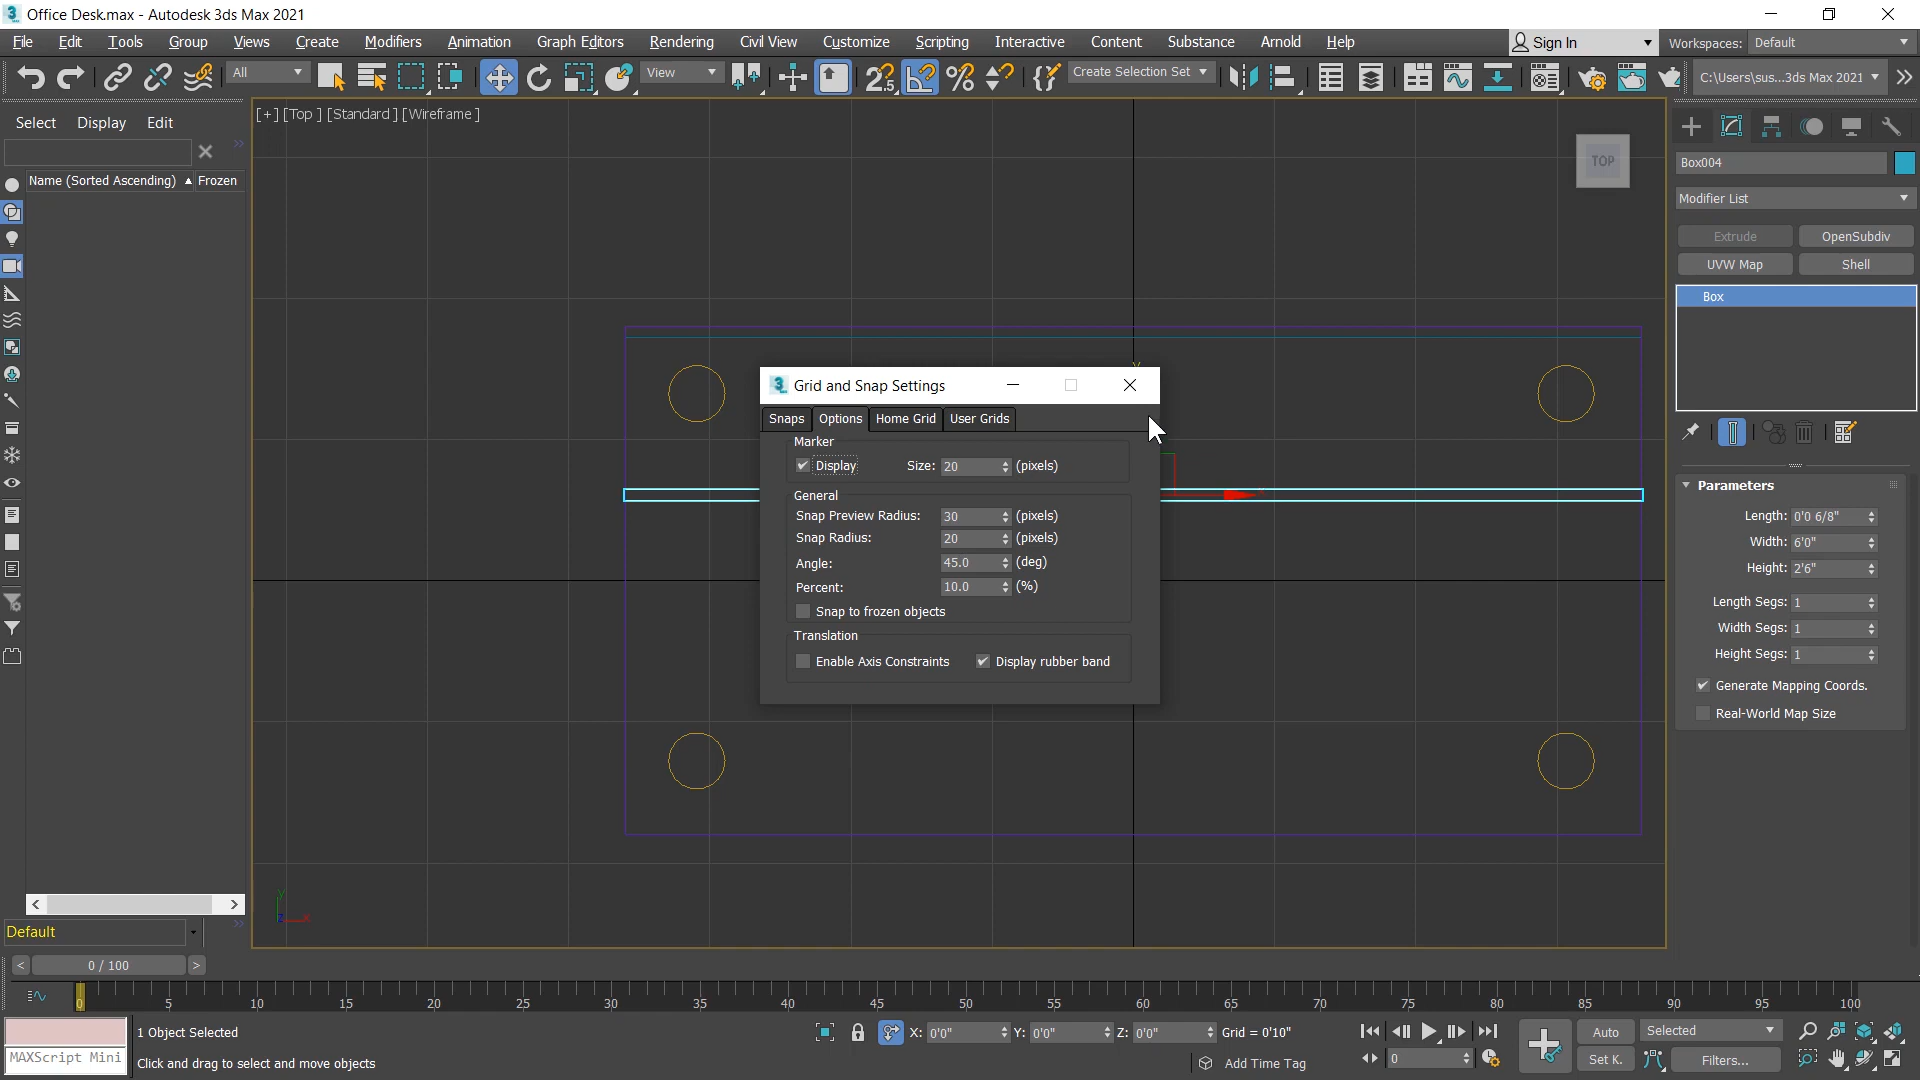 Office Desk.max - Autodesk 3ds Max 2021
File Edit Tools Group Views Create Modifiers Animation Graph Editors Rendering Civil View Customize Scripting Interactive Content Substance Arnold Help
Sign In Workspaces: Default
All View Create Selection Set C:\Users\sus...3ds Max 2021
Select Display Edit
[+] [Top ] [Standard ] [Wireframe ]
TOP
Name (Sorted Ascending) Frozen
Box004
Modifier List
Extrude OpenSubdiv
UVW Map Shell
Box
Grid and Snap Settings
Snaps Options Home Grid User Grids
Marker
Display Size: 20 (pixels)
General
Snap Preview Radius: 30 (pixels)
Snap Radius: 20 (pixels)
Angle: 45.0 (deg)
Percent: 10.0 (%)
Snap to frozen objects
Translation
Enable Axis Constraints Display rubber band
Parameters
Length: 0'0 6/8"
Width: 6'0"
Height: 2'6"
Length Segs: 1
Width Segs: 1
Height Segs: 1
Generate Mapping Coords.
Real-World Map Size
Default
0 / 100
0 5 10 15 20 25 30 35 40 45 50 55 60 65 70 75 80 85 90 95 100
1 Object Selected X: 0'0" Y: 0'0" Z: 0'0" Grid = 0'10" Auto Selected
MAXScript Mini Click and drag to select and move objects Add Time Tag 0 Set K. Filters...